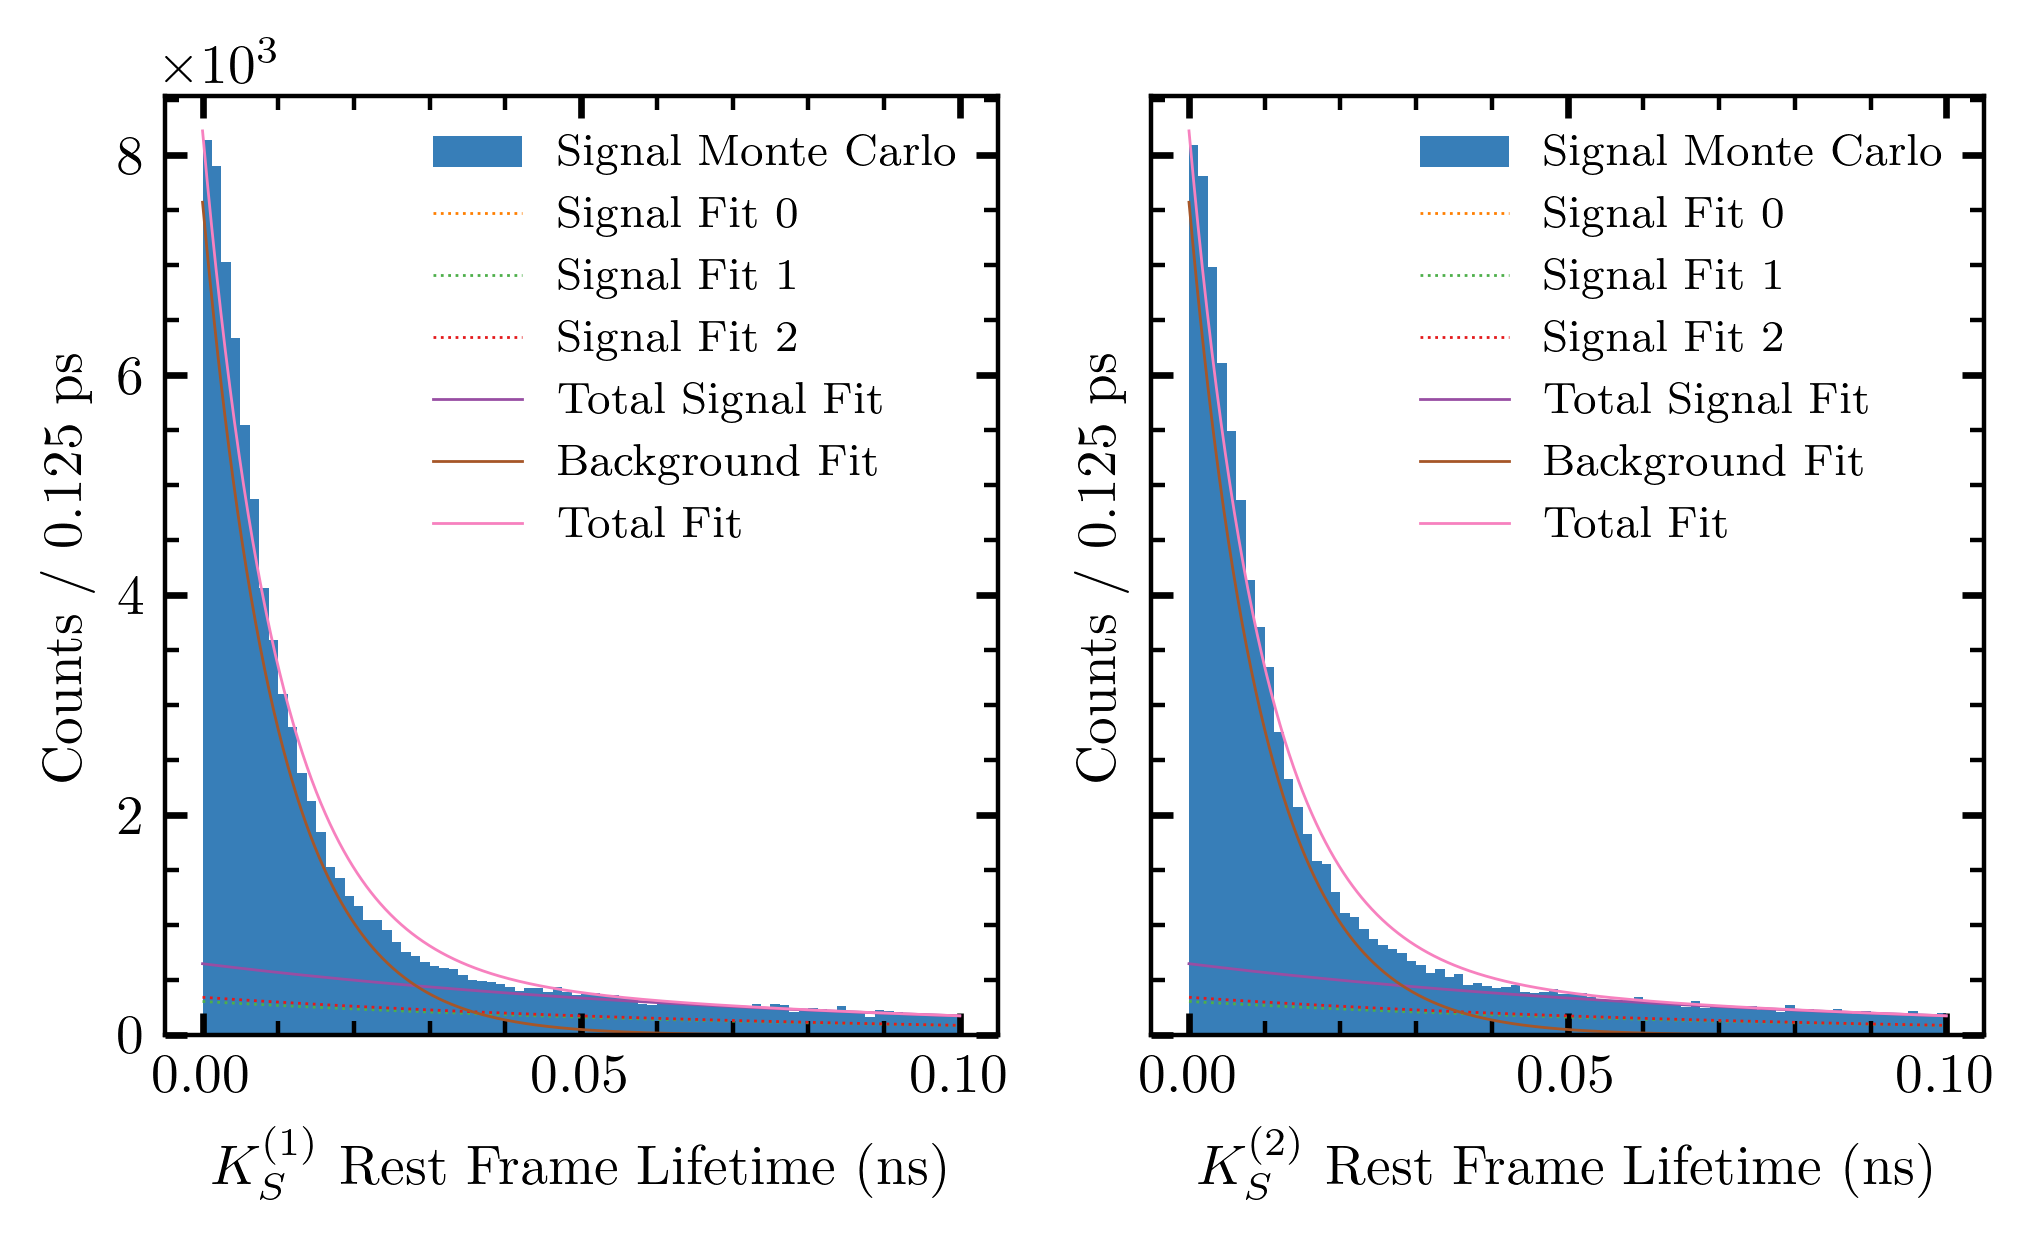 ×10³
8
6
4
2
0
Counts / 0.125 ps
Signal Monte Carlo
Signal Fit 0
Signal Fit 1
Signal Fit 2
Total Signal Fit
Background Fit
Total Fit
0.00 0.05 0.10
K_S^{(1)} Rest Frame Lifetime (ns)
Counts / 0.125 ps
Signal Monte Carlo
Signal Fit 0
Signal Fit 1
Signal Fit 2
Total Signal Fit
Background Fit
Total Fit
0.00 0.05 0.10
K_S^{(2)} Rest Frame Lifetime (ns)